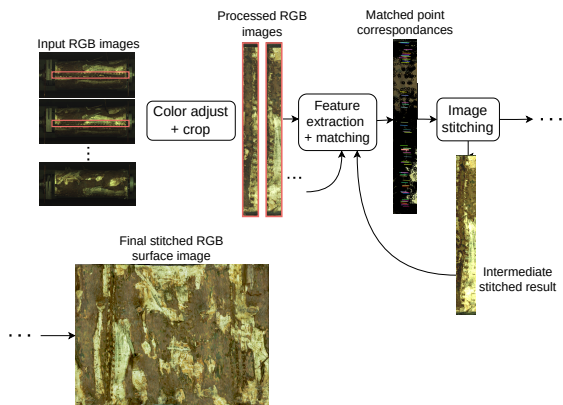 Input RGB images
Processed RGB
images
Matched point
correspondances
Color adjust
+ crop
Feature
extraction
+ matching
Image
stitching
...
...
...
Intermediate
stitched result
Final stitched RGB
surface image
...